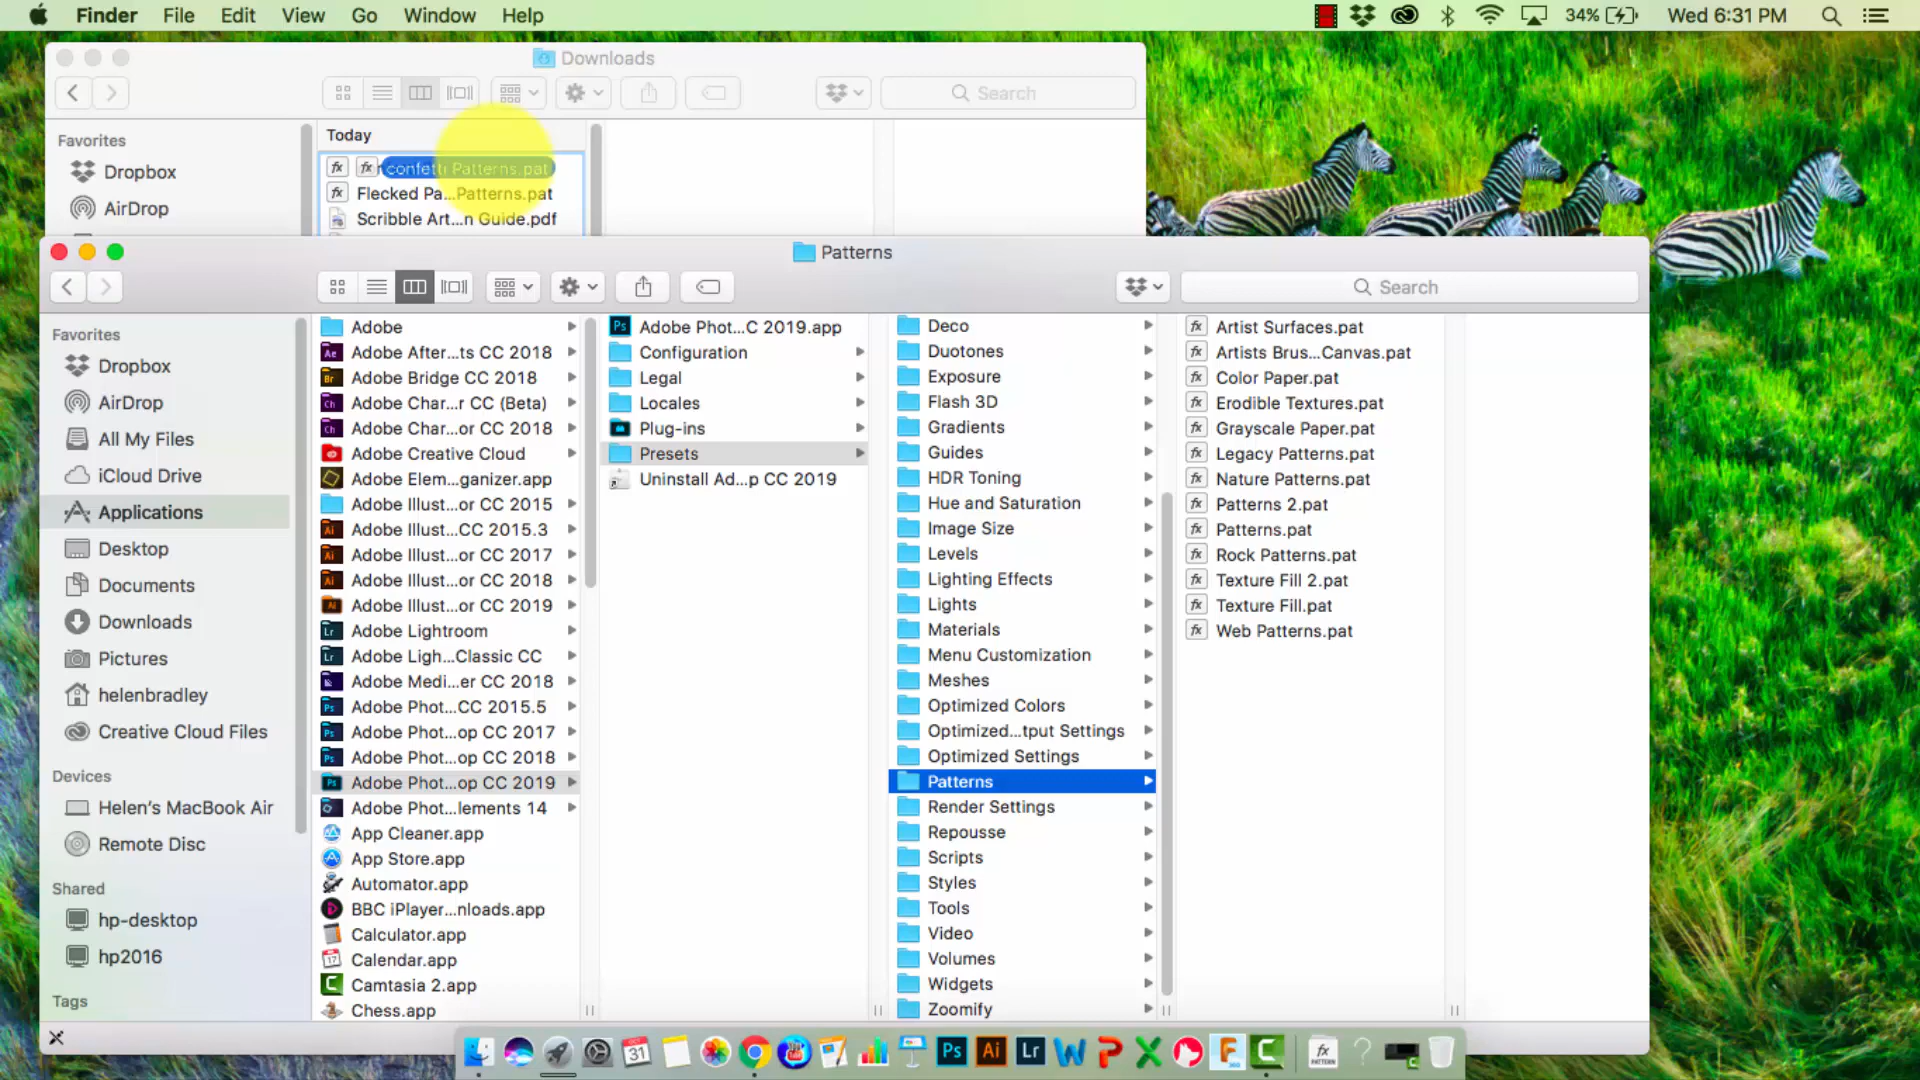 Finder File Edit View Go Window Help 34% Wed 6:31 PM
Downloads
Search
Favorites
Dropbox
AirDrop
Today
confetti Patterns.pat
Flecked Pa...Patterns.pat
Scribble Art...n Guide.pdf
Patterns
Search
Favorites
Dropbox
AirDrop
All My Files
iCloud Drive
Applications
Desktop
Documents
Downloads
Pictures
helenbradley
Creative Cloud Files
Devices
Helen's MacBook Air
Remote Disc
Shared
hp-desktop
hp2016
Tags
Adobe
Adobe After...ts CC 2018
Adobe Bridge CC 2018
Adobe Char...r CC (Beta)
Adobe Char...or CC 2018
Adobe Creative Cloud
Adobe Elem...ganizer.app
Adobe Illust...or CC 2015
Adobe Illust...CC 2015.3
Adobe Illust...or CC 2017
Adobe Illust...or CC 2018
Adobe Illust...or CC 2019
Adobe Lightroom
Adobe Ligh...Classic CC
Adobe Medi...er CC 2018
Adobe Phot...CC 2015.5
Adobe Phot...op CC 2017
Adobe Phot...op CC 2018
Adobe Phot...op CC 2019
Adobe Phot...lements 14
App Cleaner.app
App Store.app
Automator.app
BBC iPlayer...nloads.app
Calculator.app
Calendar.app
Camtasia 2.app
Chess.app
Adobe Phot...C 2019.app
Configuration
Legal
Locales
Plug-ins
Presets
Uninstall Ad...p CC 2019
Deco
Duotones
Exposure
Flash 3D
Gradients
Guides
HDR Toning
Hue and Saturation
Image Size
Levels
Lighting Effects
Lights
Materials
Menu Customization
Meshes
Optimized Colors
Optimized...tput Settings
Optimized Settings
Patterns
Render Settings
Repousse
Scripts
Styles
Tools
Video
Volumes
Widgets
Zoomify
Artist Surfaces.pat
Artists Brus...Canvas.pat
Color Paper.pat
Erodible Textures.pat
Grayscale Paper.pat
Legacy Patterns.pat
Nature Patterns.pat
Patterns 2.pat
Patterns.pat
Rock Patterns.pat
Texture Fill 2.pat
Texture Fill.pat
Web Patterns.pat